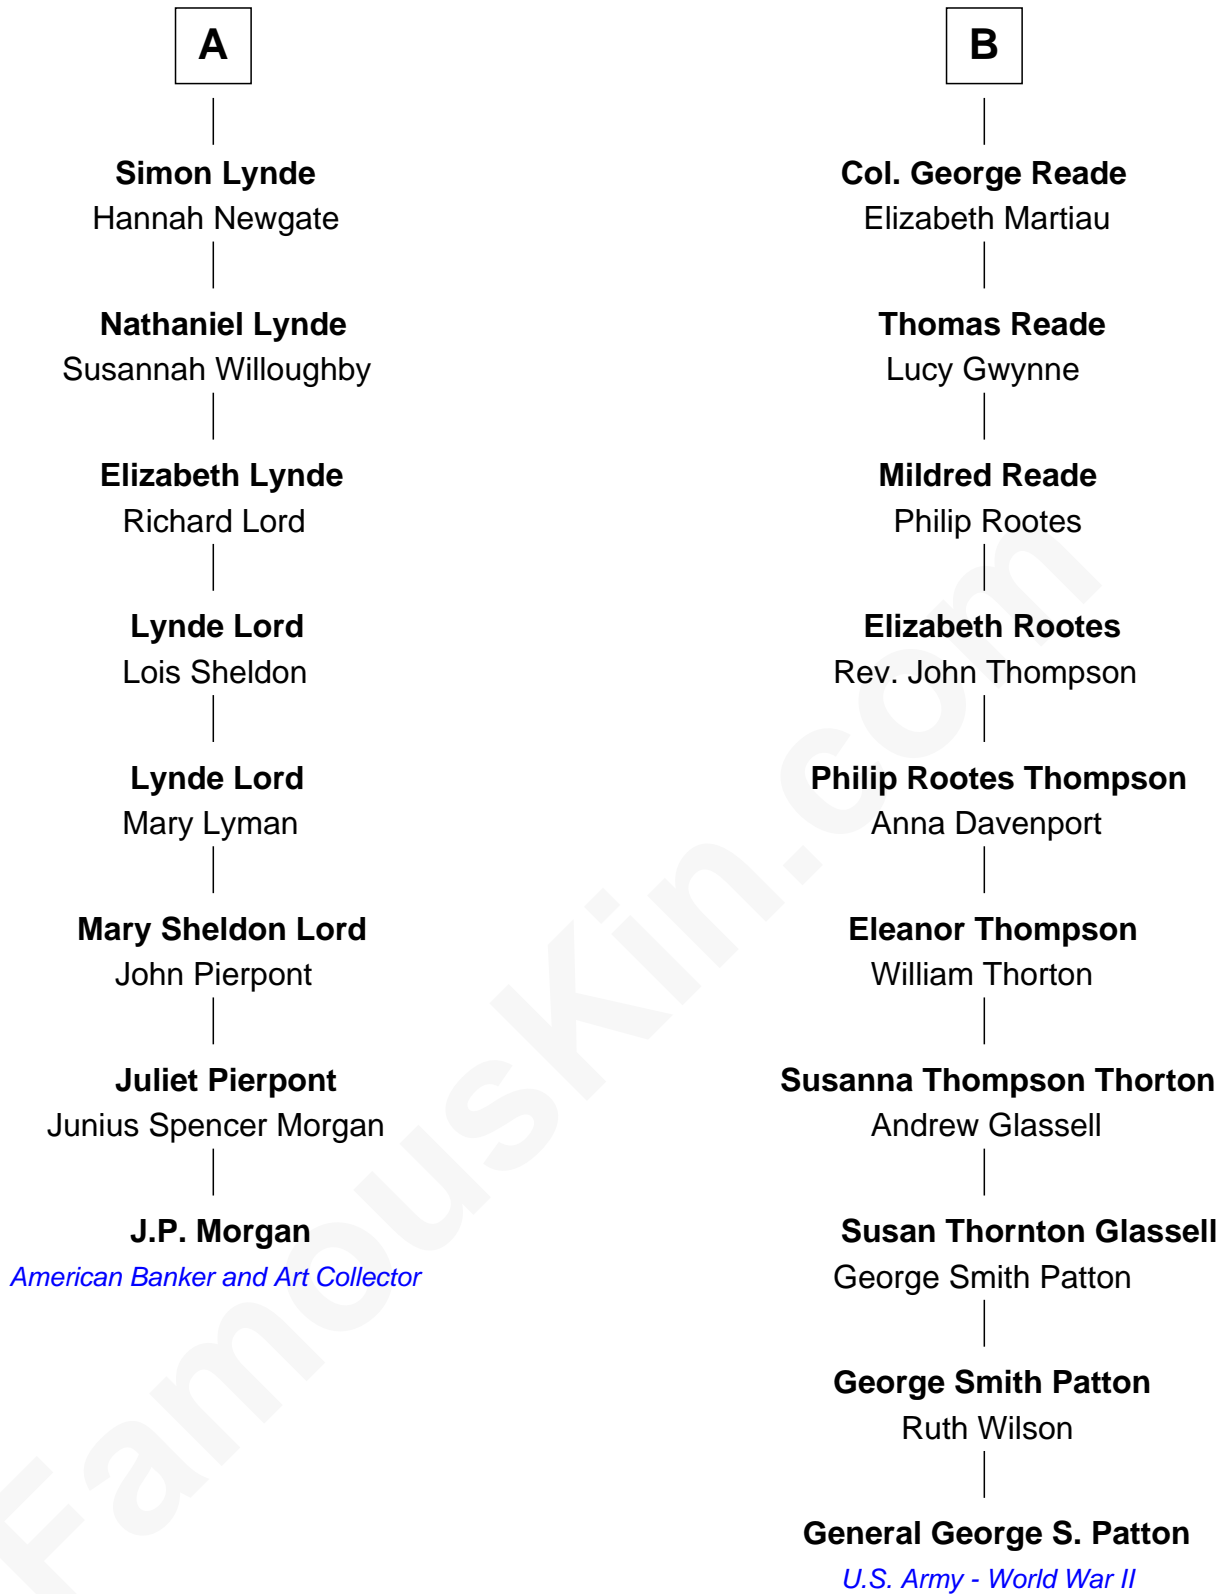 A
Simon Lynde
Hannah Newgate
Nathaniel Lynde
Susannah Willoughby
Elizabeth Lynde
Richard Lord
Lynde Lord
Lois Sheldon
Lynde Lord
Mary Lyman
Mary Sheldon Lord
John Pierpont
Juliet Pierpont
Junius Spencer Morgan
J.P. Morgan
American Banker and Art Collector
B
Col. George Reade
Elizabeth Martiau
Thomas Reade
Lucy Gwynne
Mildred Reade
Philip Rootes
Elizabeth Rootes
Rev. John Thompson
Philip Rootes Thompson
Anna Davenport
Eleanor Thompson
William Thorton
Susanna Thompson Thorton
Andrew Glassell
Susan Thornton Glassell
George Smith Patton
George Smith Patton
Ruth Wilson
General George S. Patton
U.S. Army - World War II
FamousKin.com